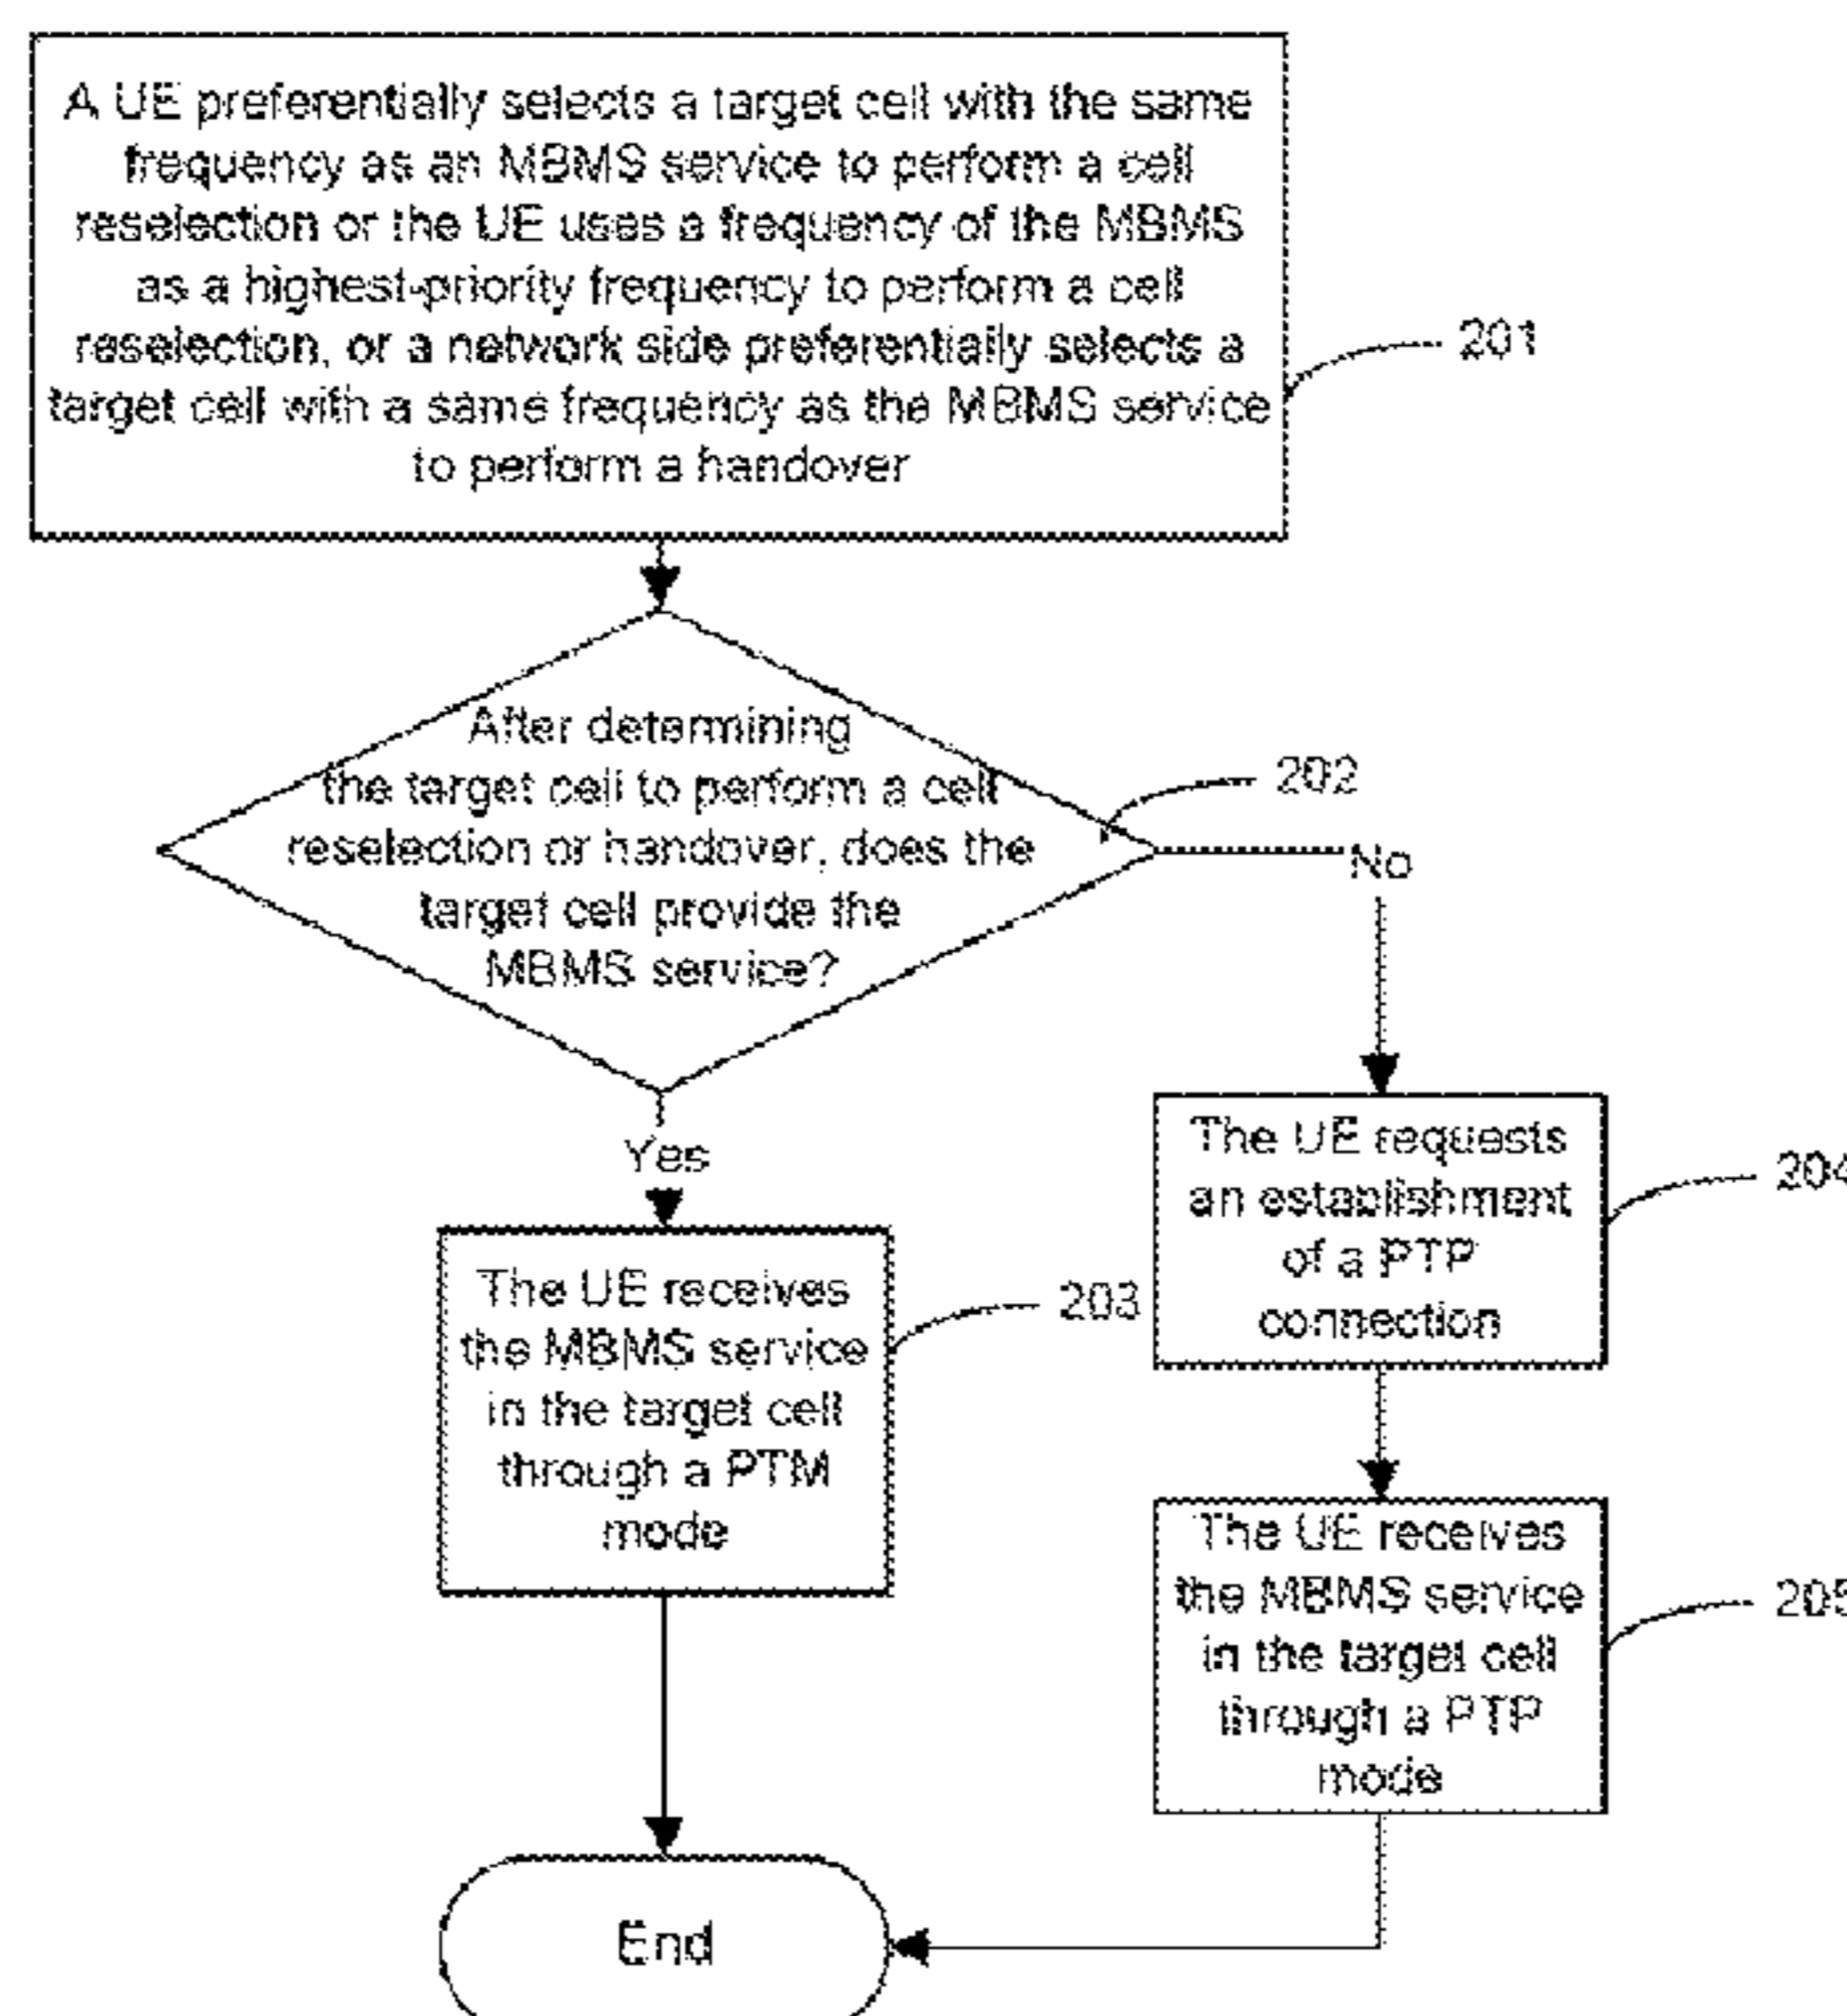 A UE preferentially selects a target cell with the same
frequency as an MBMS service to perform a cell
reselection or the UE uses a frequency of the MBMS
as a highest-priority frequency to perform a cell
reselection, or a network side preferentially selects a
target cell with a same frequency as the MBMS service
to perform a handover
201
After determining
the target cell to perform a cell
reselection or handover, does the
target cell provide the
MBMS service?
202
No
Yes
The UE requests
an establishment
of a PTP
connection
204
The UE receives
the MBMS service
in the target cell
through a PTM
mode
203
The UE receives
the MBMS service
in the target cell
through a PTP
mode
205
End